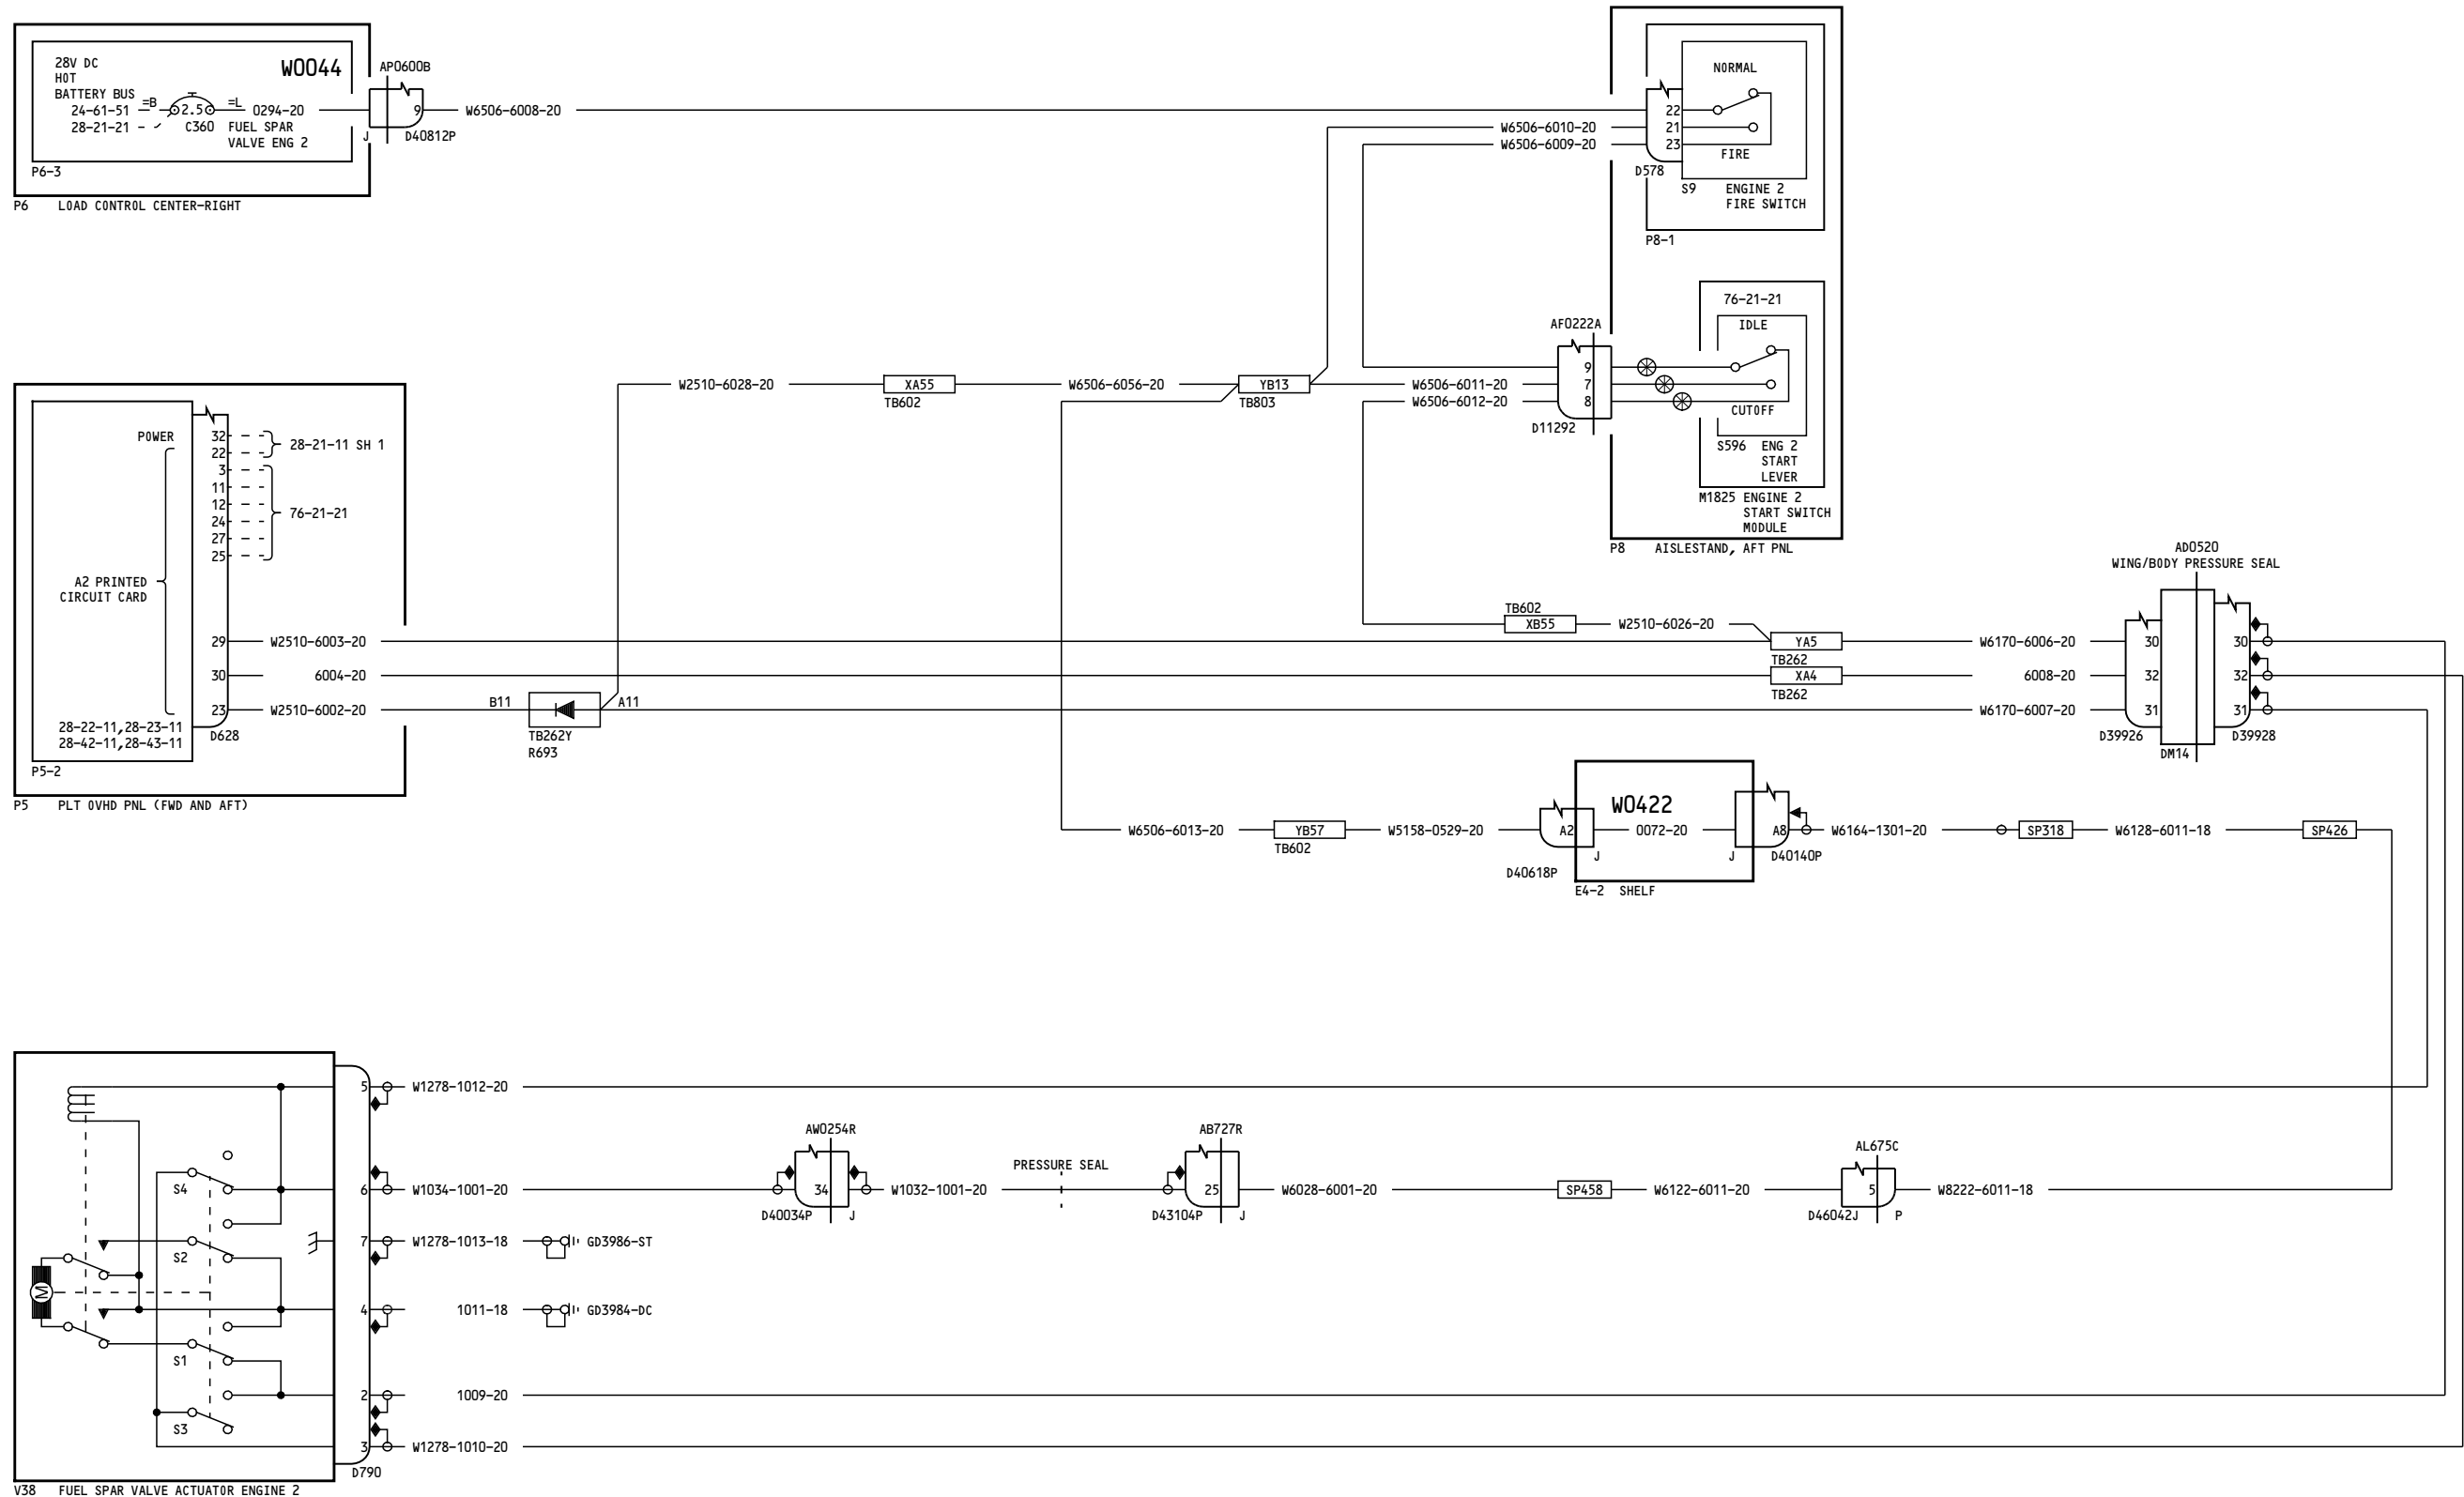 28V DC
HOT
BATTERY BUS
24-61-51
28-21-21
=B
2.5
C360
=L
0294-20
FUEL SPAR
VALVE ENG 2
W0044
P6-3
P6 LOAD CONTROL CENTER-RIGHT
AP0600B
9
J
D40812P
W6506-6008-20
W6506-6010-20
W6506-6009-20
22
21
23
D578
NORMAL
FIRE
S9 ENGINE 2
FIRE SWITCH
P8-1
76-21-21
IDLE
CUTOFF
S596 ENG 2
START
LEVER
M1825 ENGINE 2
START SWITCH
MODULE
P8 AISLESTAND, AFT PNL
AF0222A
9
7
8
D11292
W2510-6028-20
XA55
TB602
W6506-6056-20
YB13
TB803
W6506-6011-20
W6506-6012-20
POWER
32
22
3
11
12
24
27
25
28-21-11 SH 1
76-21-21
A2 PRINTED
CIRCUIT CARD
29
30
23
W2510-6003-20
6004-20
W2510-6002-20
28-22-11,28-23-11
28-42-11,28-43-11
D628
P5-2
P5 PLT OVHD PNL (FWD AND AFT)
B11
A11
TB262Y
R693
TB602
XB55
W2510-6026-20
YA5
TB262
XA4
TB262
W6170-6006-20
6008-20
W6170-6007-20
AD0520
WING/BODY PRESSURE SEAL
30
32
31
30
32
31
D39926
DM14
D39928
W6506-6013-20
YB57
TB602
W5158-0529-20
A2
D40618P
J
W0422
0072-20
J
A8
D40140P
E4-2 SHELF
W6164-1301-20
SP318
W6128-6011-18
SP426
5
W1278-1012-20
S4
6
W1034-1001-20
AW0254R
34
D40034P
J
W1032-1001-20
PRESSURE SEAL
AB727R
25
D43104P
J
W6028-6001-20
SP458
W6122-6011-20
AL675C
5
D46042J
P
W8222-6011-18
S2
7
W1278-1013-18
GD3986-ST
M
4
1011-18
GD3984-DC
S1
2
1009-20
S3
3
W1278-1010-20
D790
V38 FUEL SPAR VALVE ACTUATOR ENGINE 2